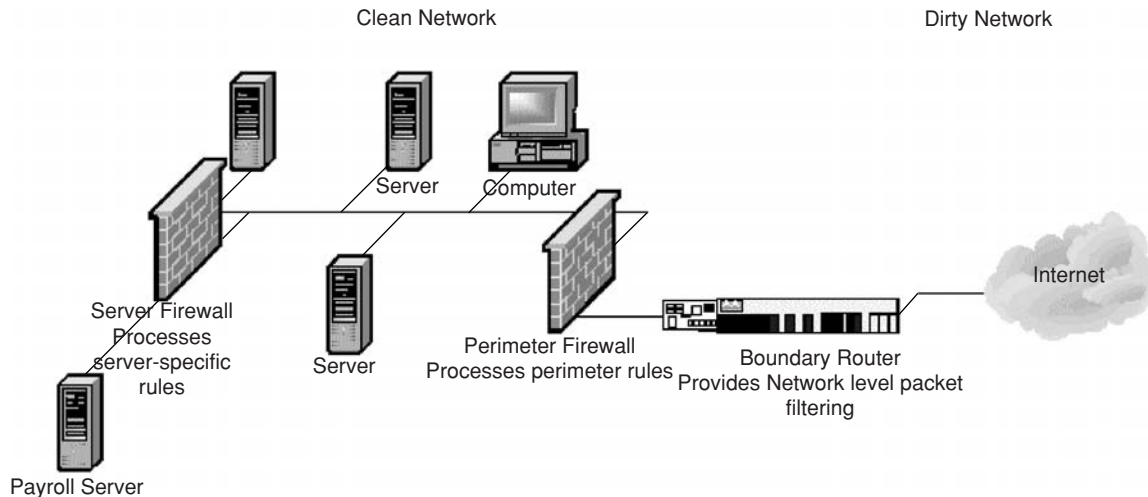 Clean Network
Dirty Network
Server
Computer
Internet
Server Firewall
Processes
server-specific
rules
Server
Perimeter Firewall
Processes perimeter rules
Boundary Router
Provides Network level packet
filtering
Payroll Server